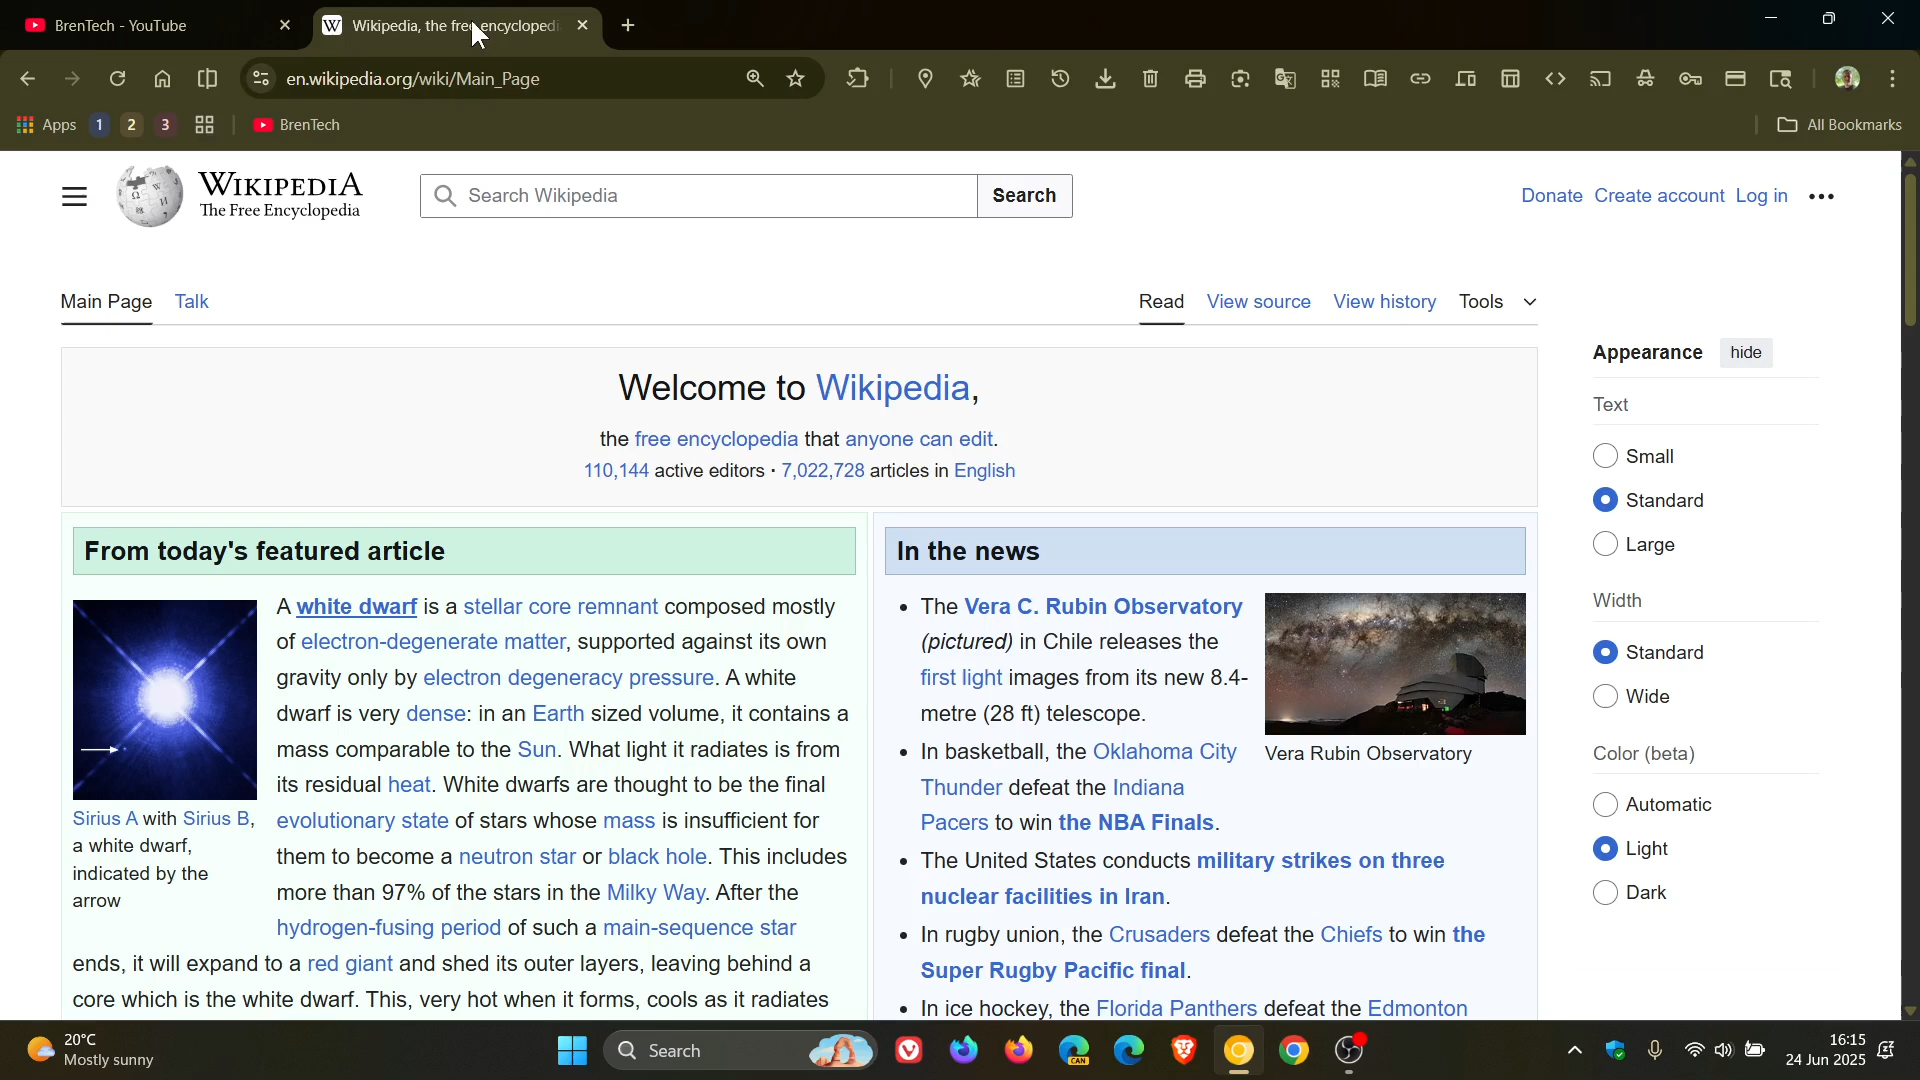 BrenTech - YouTube
Wikipedia, the free encyclopedi
en.wikipedia.org/wiki/Main_Page
Apps 1 2 3 BrenTech All Bookmarks
WIKIPEDIA
The Free Encyclopedia
Search Wikipedia Search
Donate Create account Log in
Main Page Talk
Read View source View history Tools
Appearance hide
Text
Small
Standard
Large
Width
Standard
Wide
Color (beta)
Automatic
Light
Dark
Welcome to Wikipedia,
the free encyclopedia that anyone can edit.
110,144 active editors · 7,022,728 articles in English
From today's featured article
A white dwarf is a stellar core remnant composed mostly
of electron-degenerate matter, supported against its own
gravity only by electron degeneracy pressure. A white
dwarf is very dense: in an Earth sized volume, it contains a
mass comparable to the Sun. What light it radiates is from
its residual heat. White dwarfs are thought to be the final
evolutionary state of stars whose mass is insufficient for
them to become a neutron star or black hole. This includes
more than 97% of the stars in the Milky Way. After the
hydrogen-fusing period of such a main-sequence star
ends, it will expand to a red giant and shed its outer layers, leaving behind a
core which is the white dwarf. This, very hot when it forms, cools as it radiates
Sirius A with Sirius B,
a white dwarf,
indicated by the
arrow
In the news
• The Vera C. Rubin Observatory
(pictured) in Chile releases the
first light images from its new 8.4-
metre (28 ft) telescope.
• In basketball, the Oklahoma City
Thunder defeat the Indiana
Pacers to win the NBA Finals.
• The United States conducts military strikes on three
nuclear facilities in Iran.
• In rugby union, the Crusaders defeat the Chiefs to win the
Super Rugby Pacific final.
• In ice hockey, the Florida Panthers defeat the Edmonton
Vera Rubin Observatory
20°C
Mostly sunny
Search
CAN
16:15
24 Jun 2025